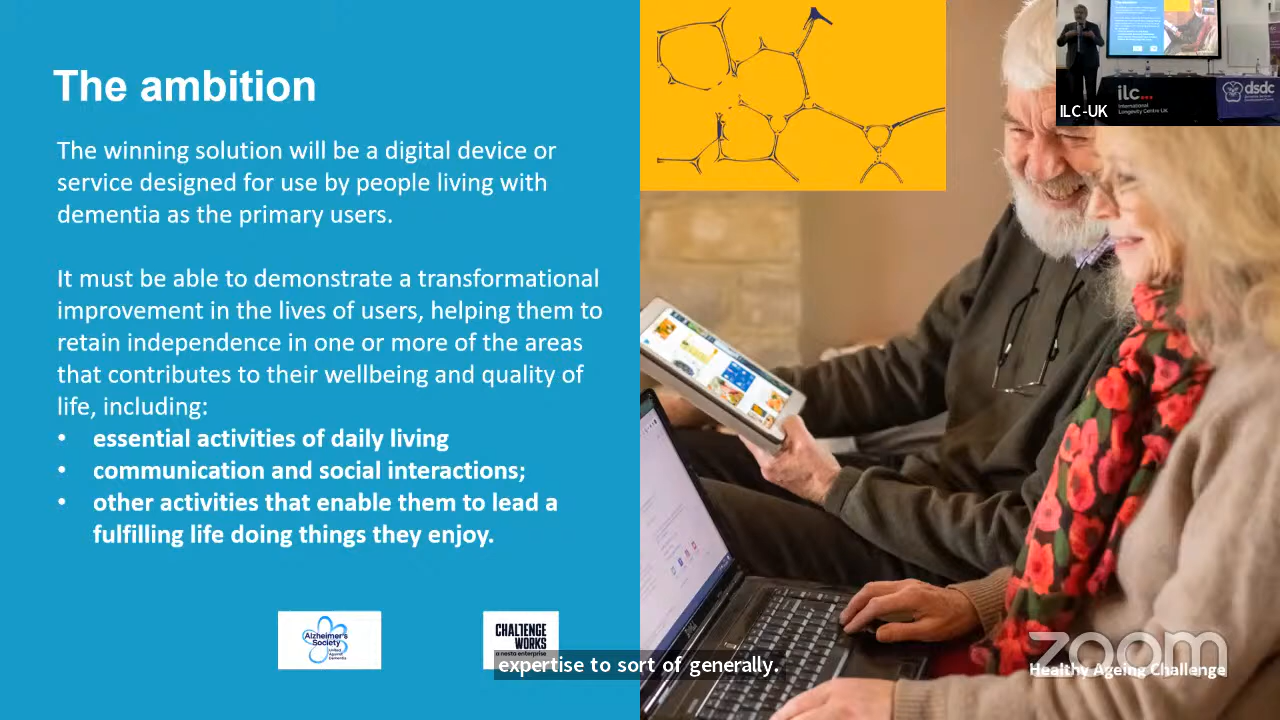 The ambition
The winning solution will be a digital device or
service designed for use by people living with
dementia as the primary users.
It must be able to demonstrate a transformational
improvement in the lives of users, helping them to
retain independence in one or more of the areas
that contributes to their wellbeing and quality of
life, including:
• essential activities of daily living
• communication and social interactions;
• other activities that enable them to lead a
fulfilling life doing things they enjoy.
Alzheimer's
Society
United
Against
Dementia
CHALLENGE
WORKS
a nesta enterprise
expertise to sort of generally.
ilc
International
Longevity Centre UK
dsdc
ILC-UK
zoom
Healthy Ageing Challenge